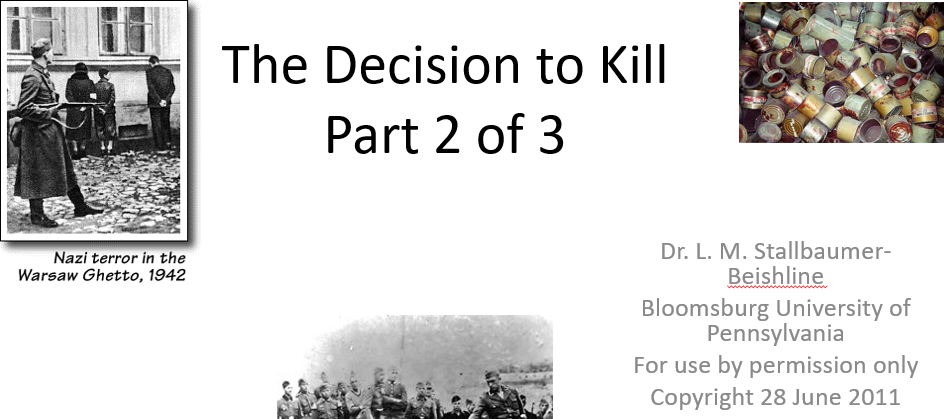 The Decision to Kill
Part 2 of 3
Nazi terror in the
Warsaw Ghetto, 1942
Dr. L. M. Stallbaumer-
Beishline
Bloomsburg University of
Pennsylvania
For use by permission only
Copyright 28 June 2011